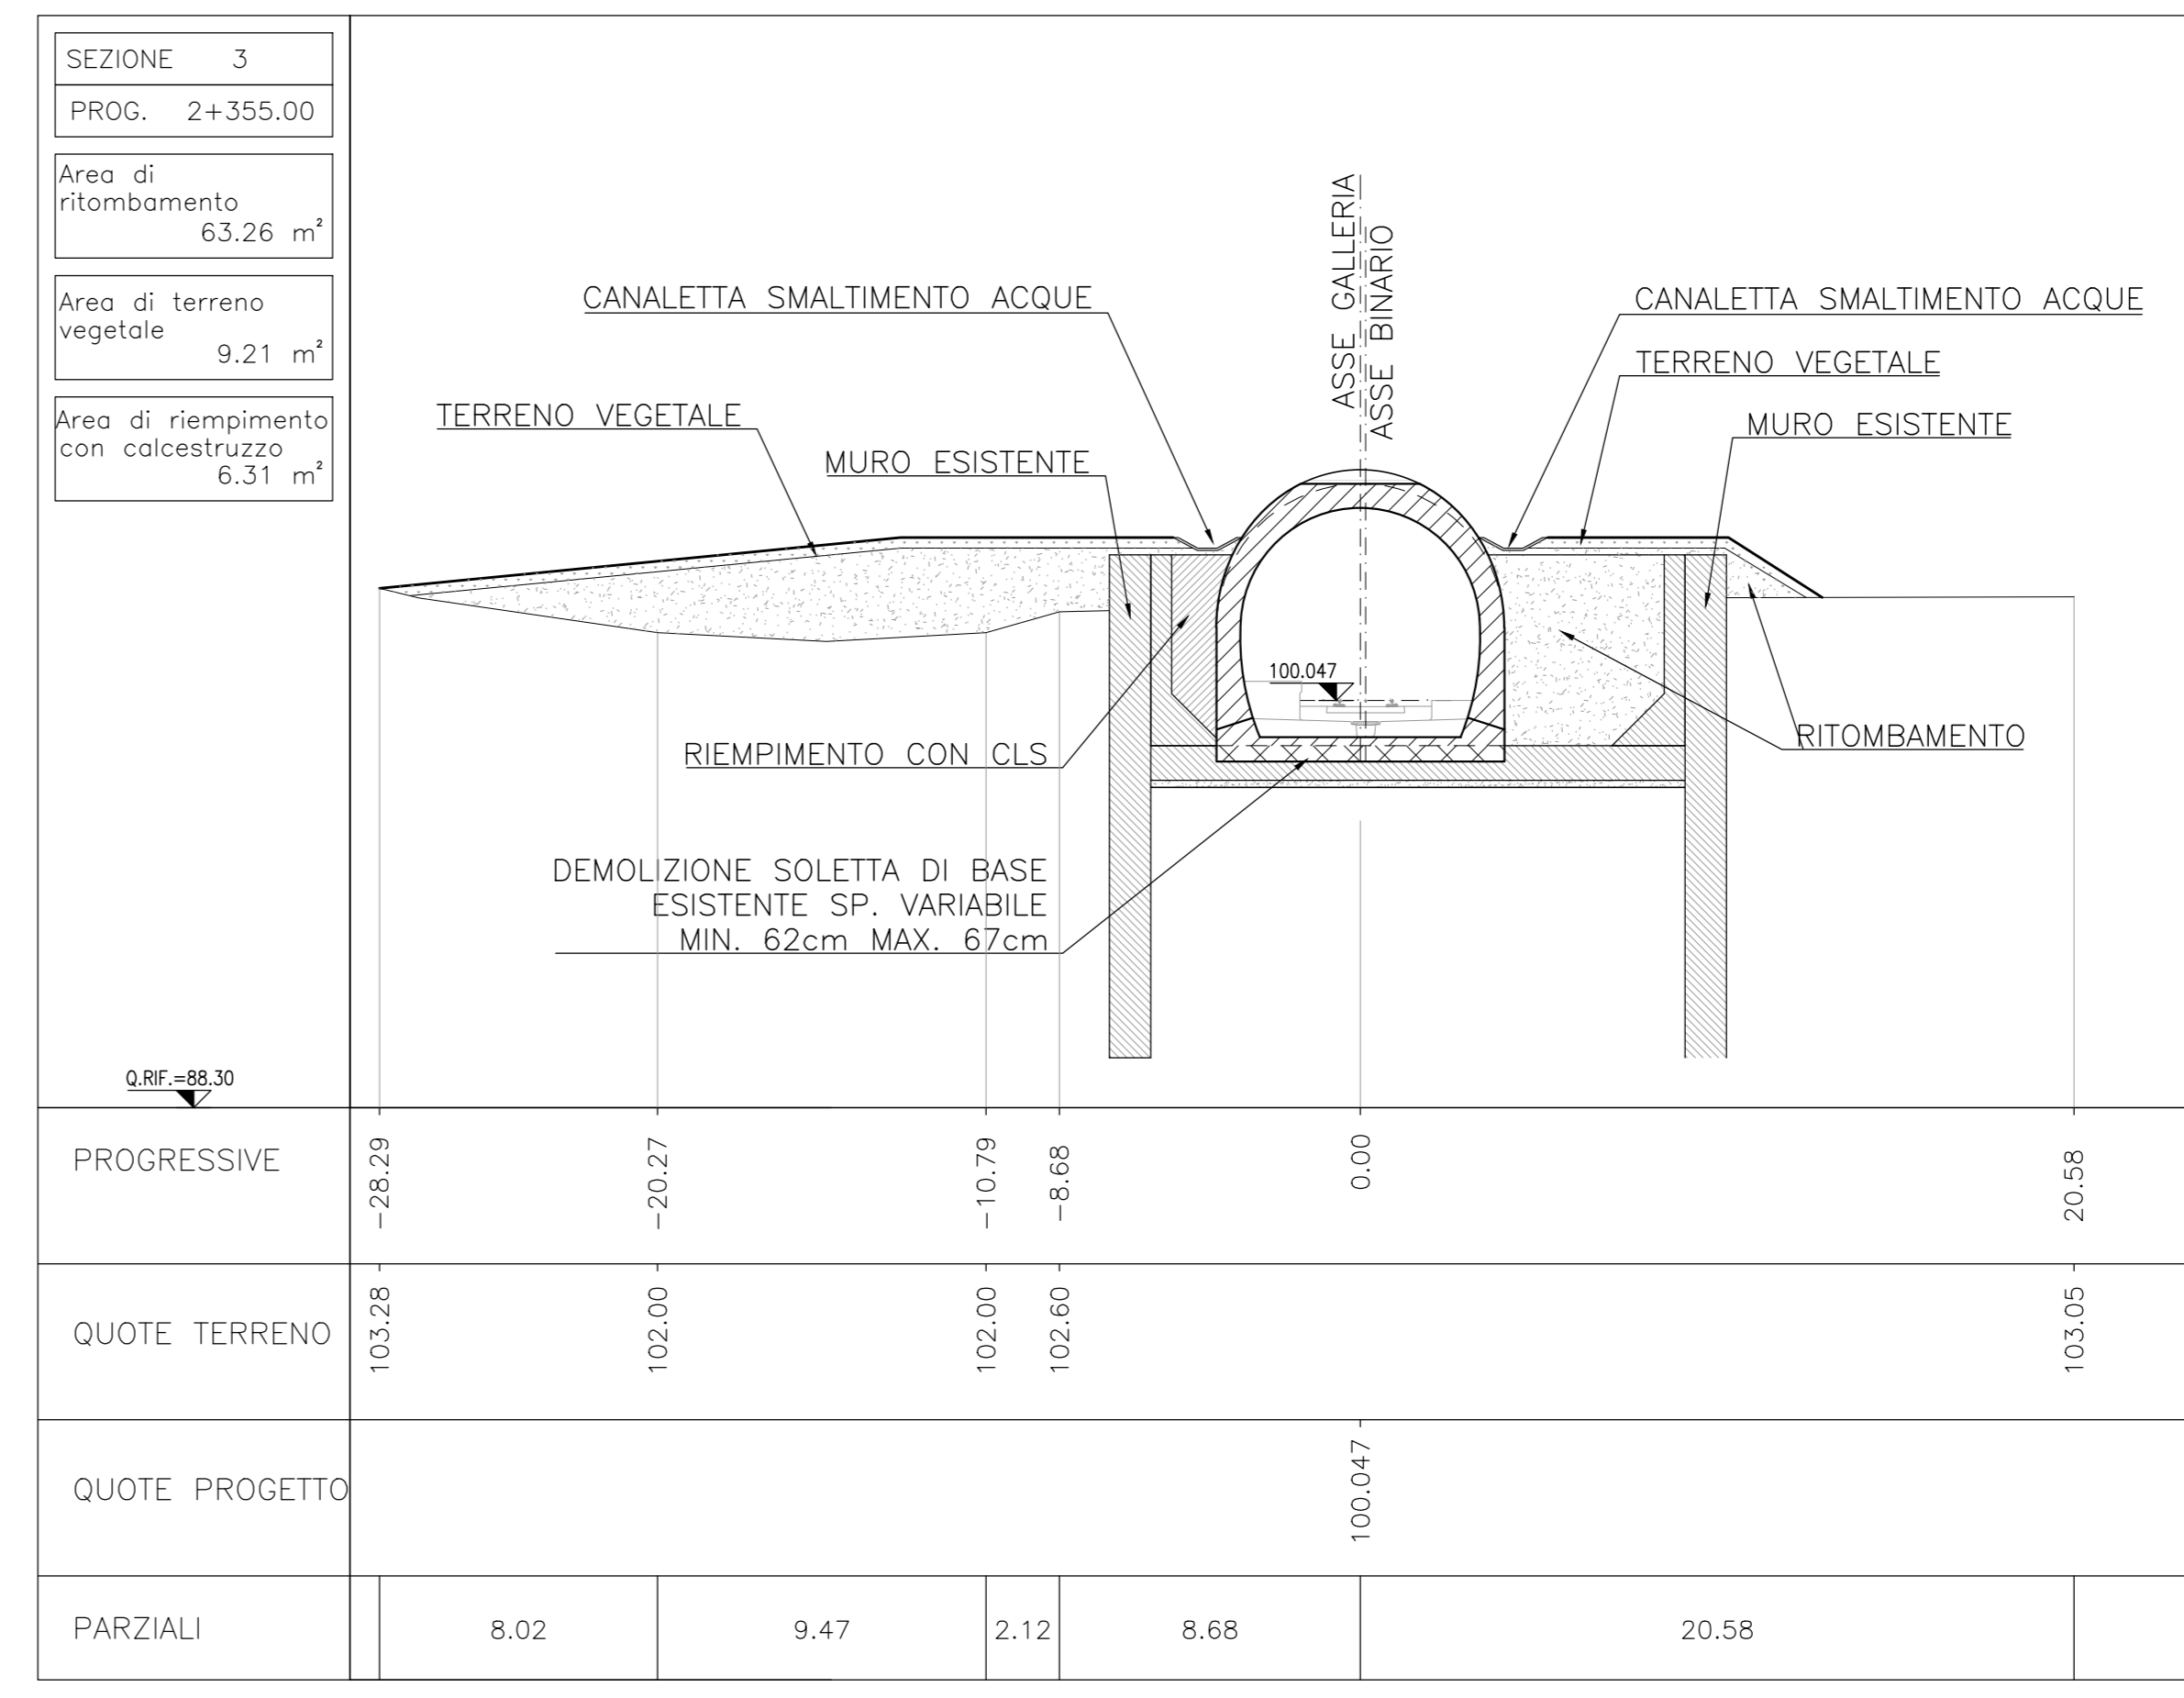 SEZIONE 3
PROG. 2+355.00
Area di
ritombamento
63.26 m²
Area di terreno
vegetale
9.21 m²
Area di riempimento
con calcestruzzo
6.31 m²
ASSE GALLERIA
ASSE BINARIO
CANALETTA SMALTIMENTO ACQUE
CANALETTA SMALTIMENTO ACQUE
TERRENO VEGETALE
TERRENO VEGETALE
MURO ESISTENTE
MURO ESISTENTE
100.047
RIEMPIMENTO CON CLS
RITOMBAMENTO
DEMOLIZIONE SOLETTA DI BASE
ESISTENTE SP. VARIABILE
MIN. 62cm MAX. 67cm
Q.RIF.=88.30
PROGRESSIVE -28.29 -20.27 -10.79 -8.68 0.00 20.58
QUOTE TERRENO 103.28 102.00 102.00 102.60 103.05
QUOTE PROGETTO 100.047
PARZIALI 8.02 9.47 2.12 8.68 20.58